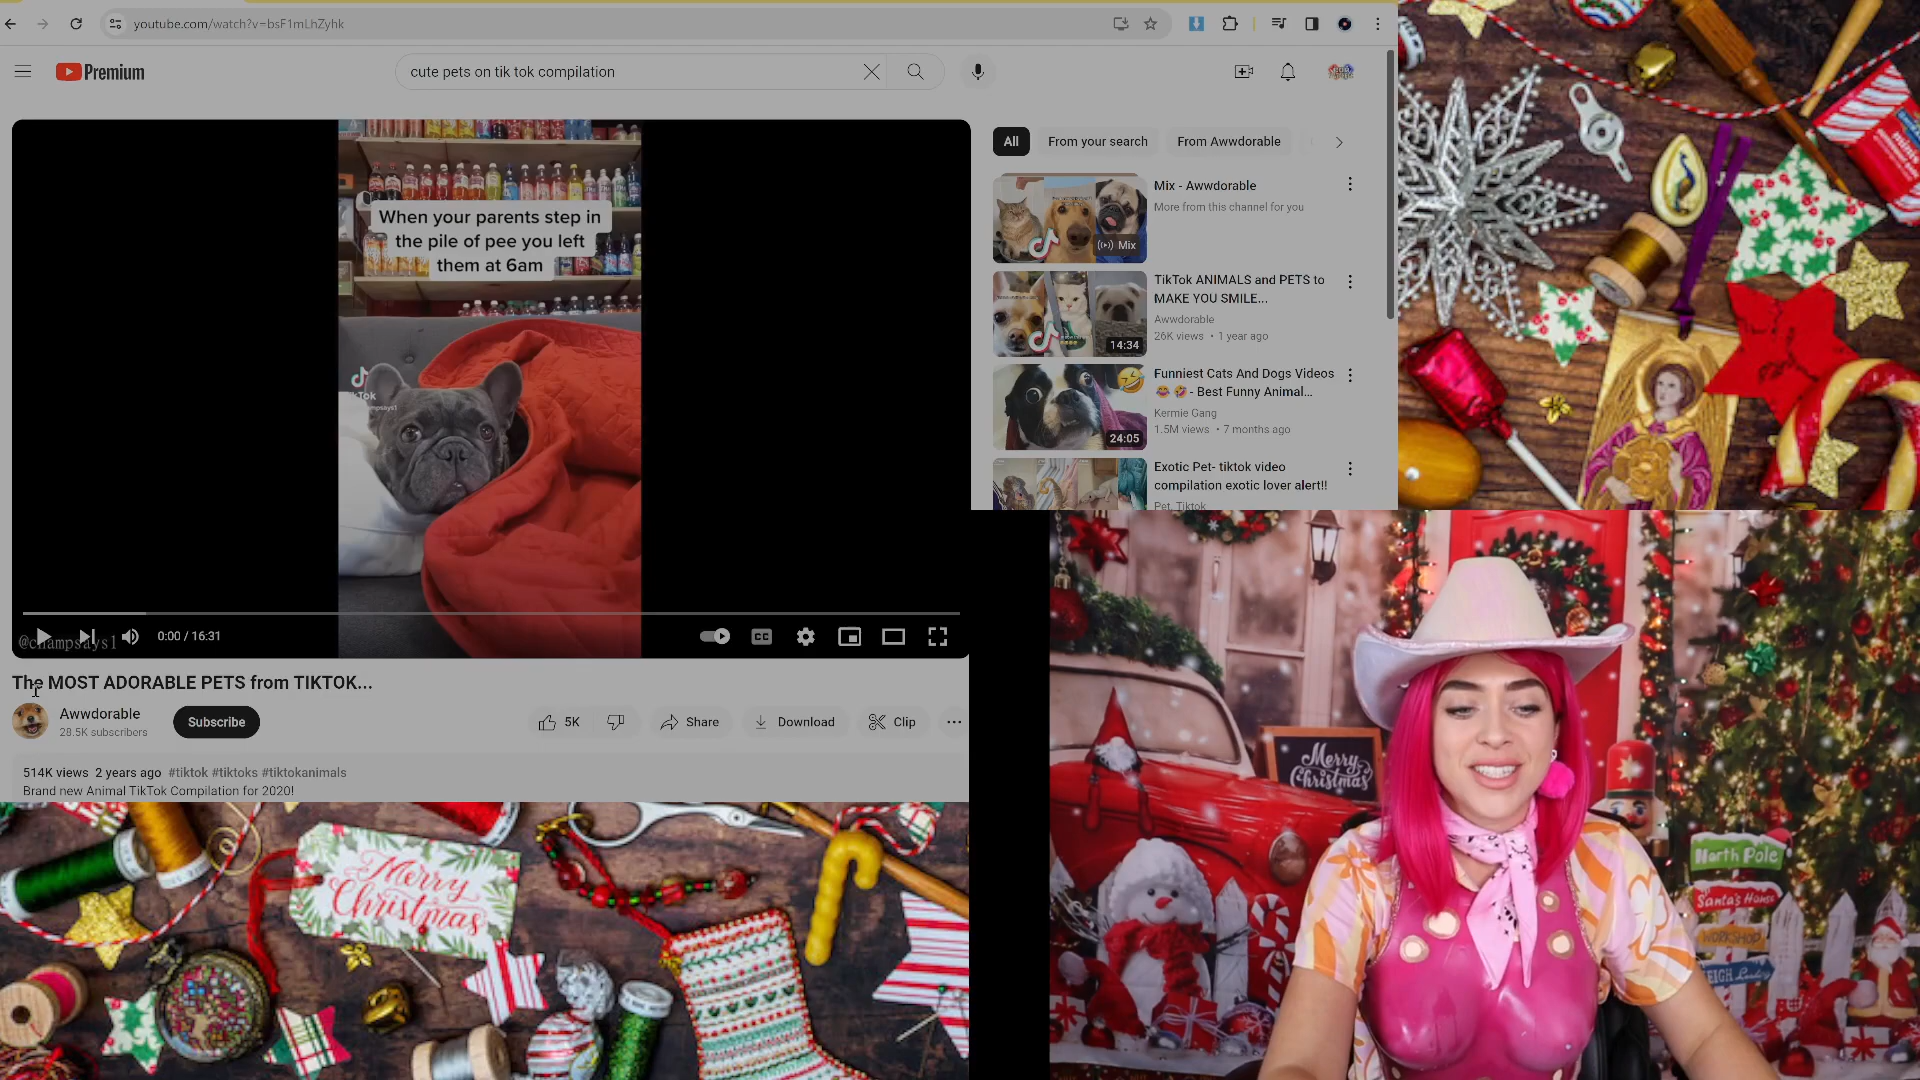 youtube.com/watch?v=bsF1mLhZyhk
Premium
cute pets on tik tok compilation
When your parents step in
the pile of pee you left
them at 6am
@champsays1
0:00 / 16:31
CC
The MOST ADORABLE PETS from TIKTOK...
Awwdorable
28.5K subscribers
Subscribe
5K
Share
Download
Clip
514K views 2 years ago #tiktok #tiktoks #tiktokanimals
Brand new Animal TikTok Compilation for 2020!
All
From your search
From Awwdorable
Mix - Awwdorable
More from this channel for you
Mix
TikTok ANIMALS and PETS to
MAKE YOU SMILE...
Awwdorable
26K views • 1 year ago
14:34
Funniest Cats And Dogs Videos
😂 🤣 - Best Funny Animal...
Kermie Gang
1.5M views • 7 months ago
24:05
Exotic Pet- tiktok video
compilation exotic lover alert!!
Pet, Tiktok
Merry
Christmas
Merry
Christmas
North Pole
Santa's House
WORKSHOP